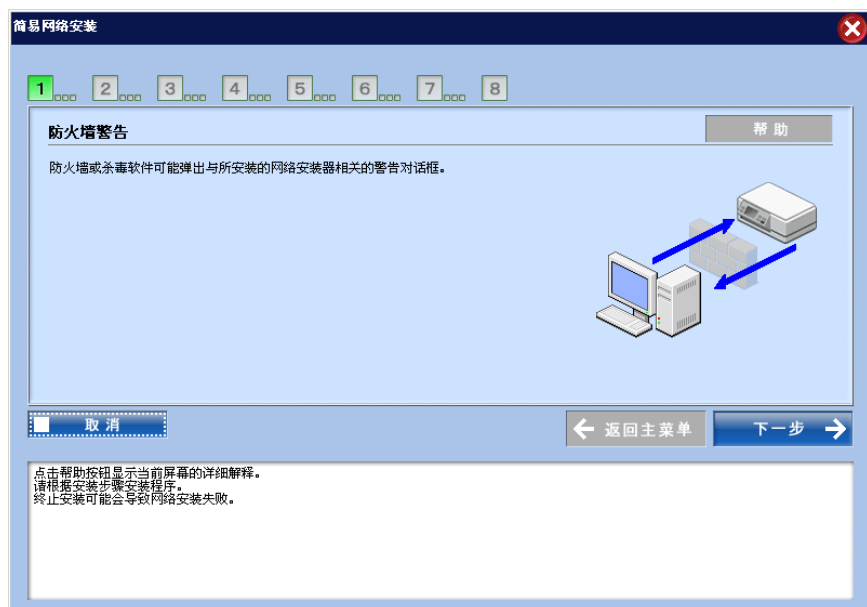 简易网络安装
1 2 3 4 5 6 7 8
防火墙警告
帮助
防火墙或杀毒软件可能弹出与所安装的网络安装器相关的警告对话框。
取消
返回主菜单
下一步
点击帮助按钮显示当前屏幕的详细解释。
请根据安装步骤安装程序。
终止安装可能会导致网络安装失败。